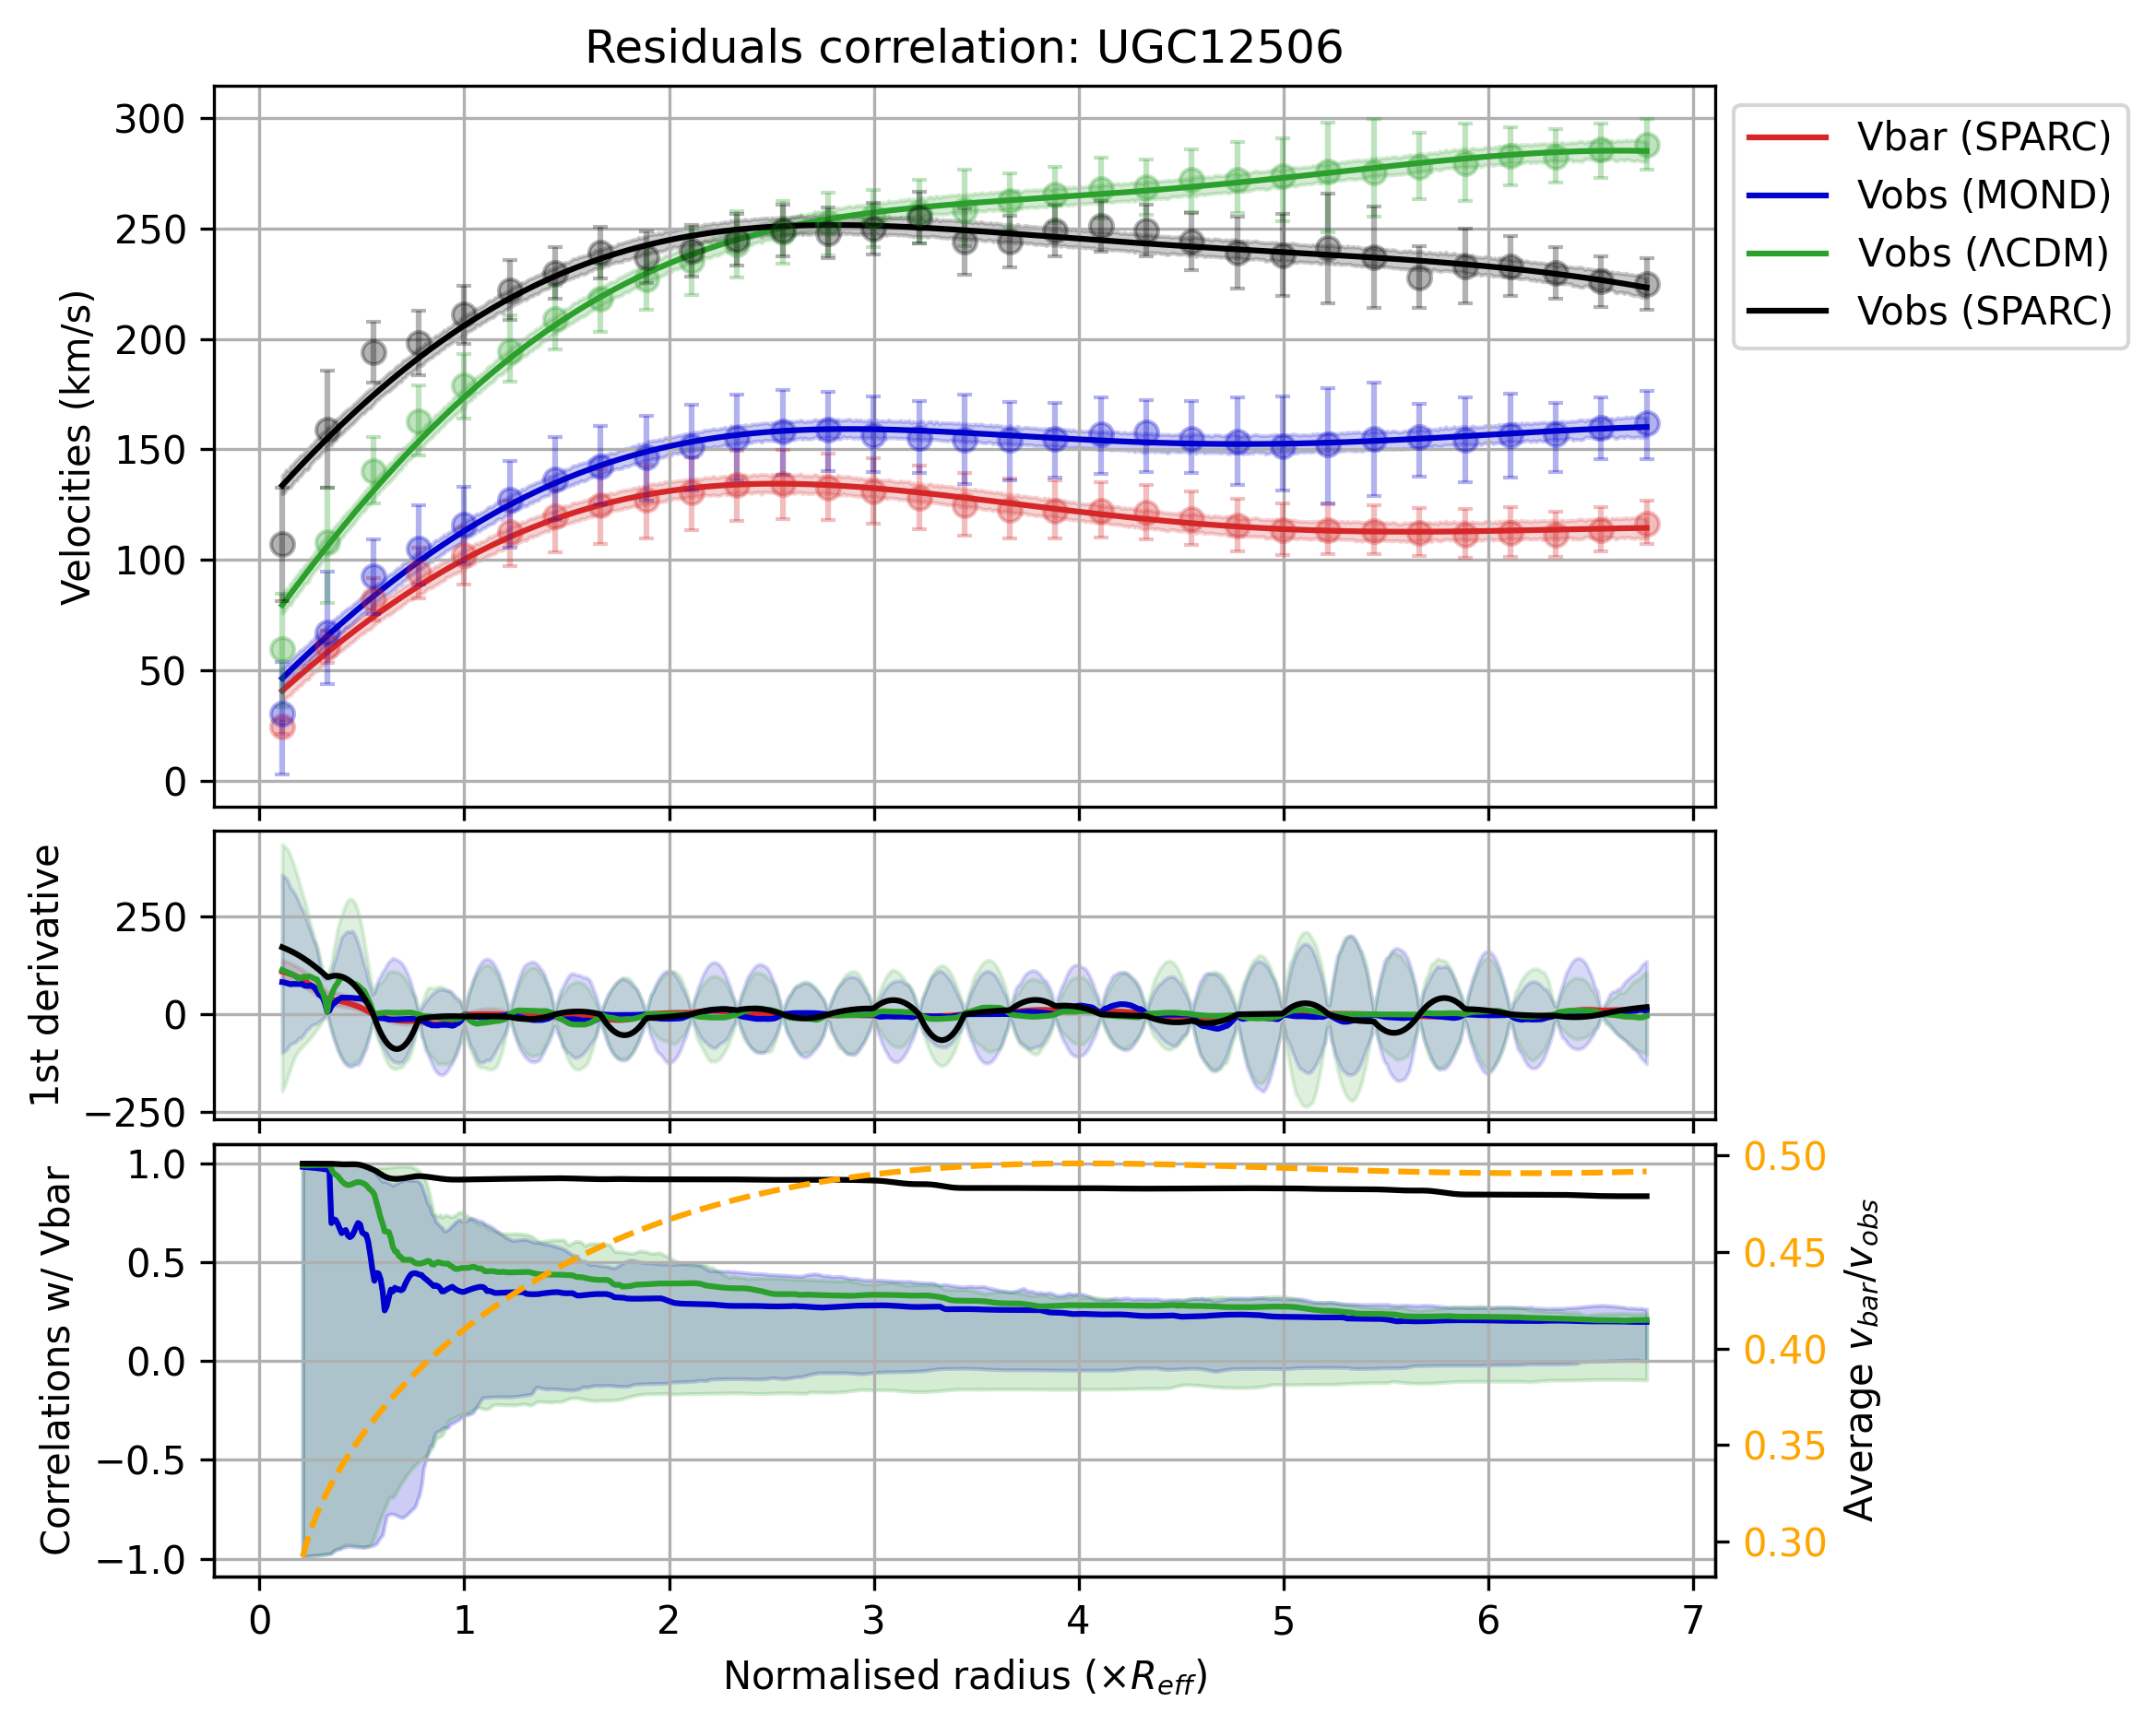 Residuals correlation: UGC12506
300
250
200
150
100
50
0
Velocities (km/s)
Vbar (SPARC)
Vobs (MOND)
Vobs (ΛCDM)
Vobs (SPARC)
250
0
−250
1st derivative
1.0
0.5
0.0
−0.5
−1.0
Correlations w/ Vbar
0.50
0.45
0.40
0.35
0.30
Average v_bar/v_obs
0 1 2 3 4 5 6 7
Normalised radius (×R_eff)